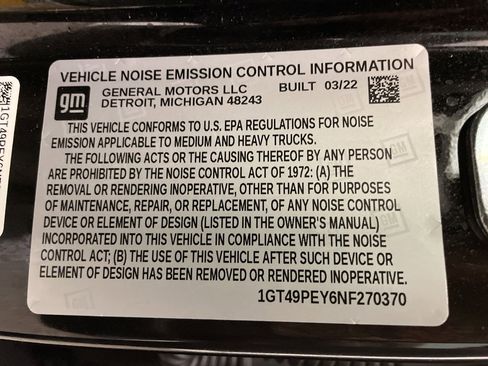 VEHICLE NOISE EMISSION CONTROL INFORMATION
gm
GENERAL MOTORS LLC BUILT 03/22
DETROIT, MICHIGAN 48243
THIS VEHICLE CONFORMS TO U.S. EPA REGULATIONS FOR NOISE
EMISSION APPLICABLE TO MEDIUM AND HEAVY TRUCKS.
THE FOLLOWING ACTS OR THE CAUSING THEREOF BY ANY PERSON
ARE PROHIBITED BY THE NOISE CONTROL ACT OF 1972: (A) THE
REMOVAL OR RENDERING INOPERATIVE, OTHER THAN FOR PURPOSES
OF MAINTENANCE, REPAIR, OR REPLACEMENT, OF ANY NOISE CONTROL
DEVICE OR ELEMENT OF DESIGN (LISTED IN THE OWNER'S MANUAL)
INCORPORATED INTO THIS VEHICLE IN COMPLIANCE WITH THE NOISE
CONTROL ACT; (B) THE USE OF THIS VEHICLE AFTER SUCH DEVICE OR
ELEMENT OF DESIGN HAS BEEN REMOVED OR RENDERED INOPERATIVE.
1GT49PEY6NF270370